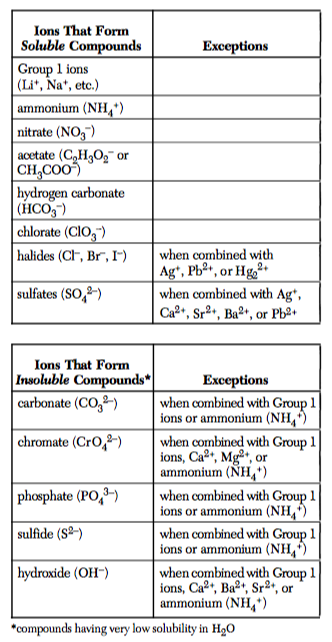 Ions That Form
Soluble Compounds
Exceptions
Group 1 ions
(Li⁺, Na⁺, etc.)
ammonium (NH₄⁺)
nitrate (NO₃⁻)
acetate (C₂H₃O₂⁻ or
CH₃COO⁻)
hydrogen carbonate
(HCO₃⁻)
chlorate (ClO₃⁻)
halides (Cl⁻, Br⁻, I⁻)
when combined with
Ag⁺, Pb²⁺, or Hg₂²⁺
sulfates (SO₄²⁻)
when combined with Ag⁺,
Ca²⁺, Sr²⁺, Ba²⁺, or Pb²⁺
Ions That Form
Insoluble Compounds*
Exceptions
carbonate (CO₃²⁻)
when combined with Group 1
ions or ammonium (NH₄⁺)
chromate (CrO₄²⁻)
when combined with Group 1
ions, Ca²⁺, Mg²⁺, or
ammonium (NH₄⁺)
phosphate (PO₄³⁻)
when combined with Group 1
ions or ammonium (NH₄⁺)
sulfide (S²⁻)
when combined with Group 1
ions or ammonium (NH₄⁺)
hydroxide (OH⁻)
when combined with Group 1
ions, Ca²⁺, Ba²⁺, Sr²⁺, or
ammonium (NH₄⁺)
*compounds having very low solubility in H₂O